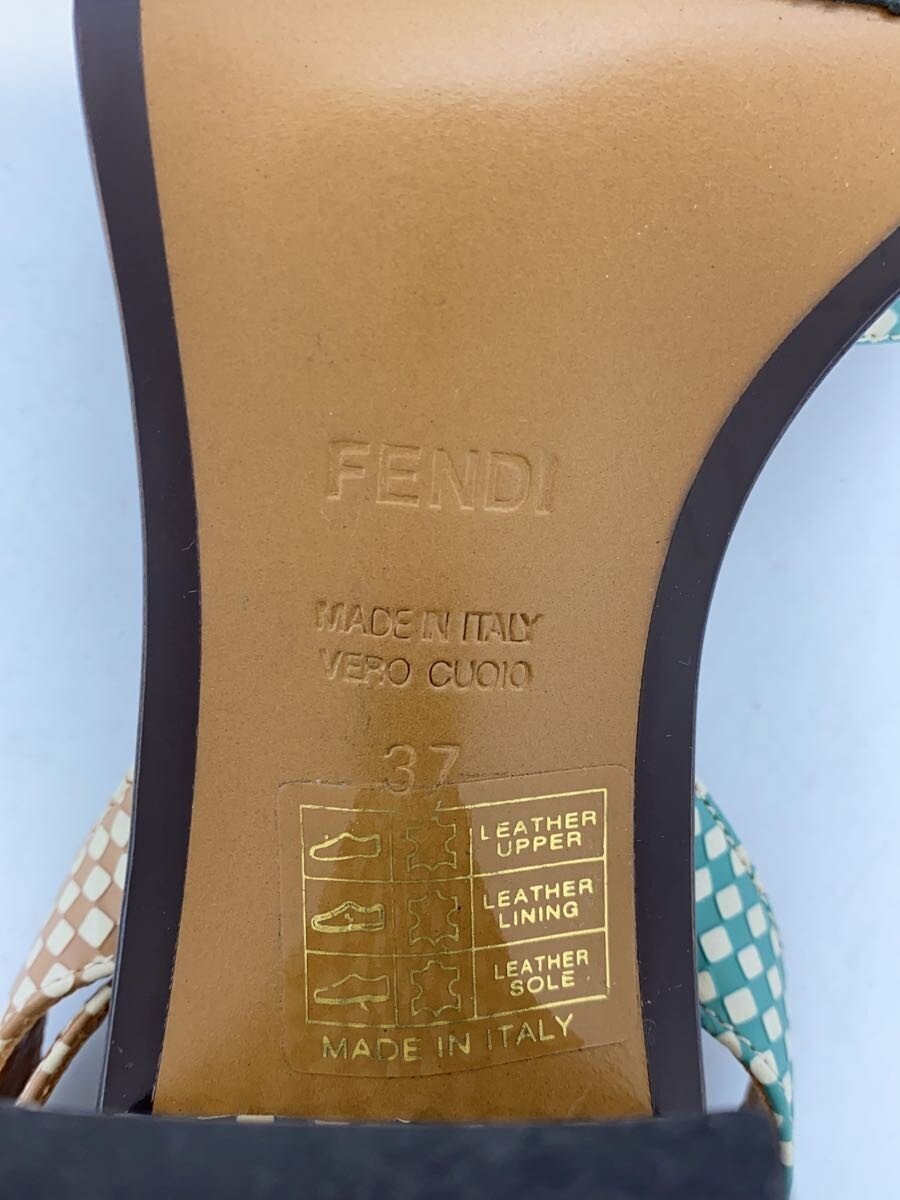 FENDI
MADE IN ITALY
VERO CUOIO
37
LEATHER
UPPER
LEATHER
LINING
LEATHER
SOLE
MADE IN ITALY